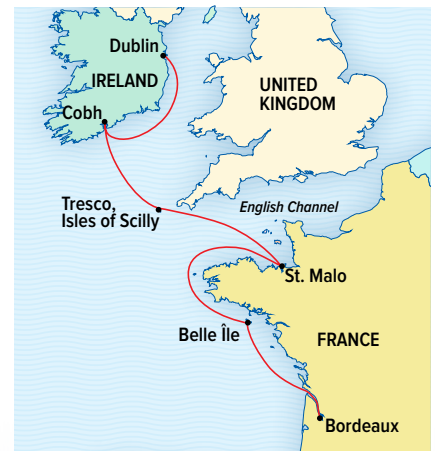 Dublin
IRELAND
UNITED
KINGDOM
Cobh
Tresco,
Isles of Scilly
English Channel
St. Malo
Belle Île
FRANCE
Bordeaux